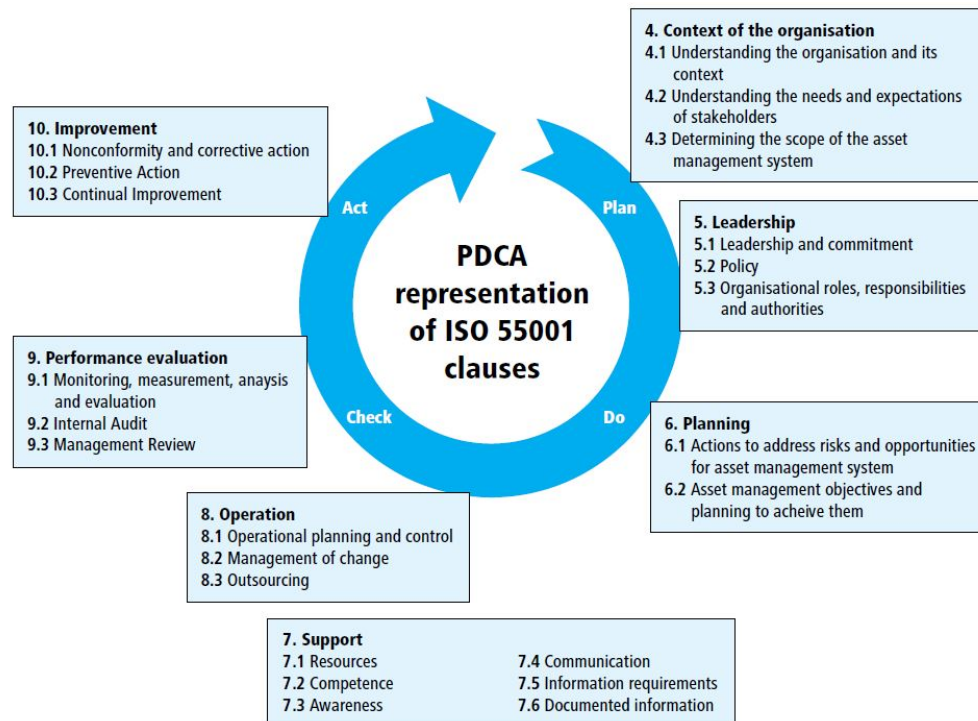 4. Context of the organisation
4.1 Understanding the organisation and its
context
4.2 Understanding the needs and expectations
of stakeholders
4.3 Determining the scope of the asset
management system
10. Improvement
10.1 Nonconformity and corrective action
10.2 Preventive Action
10.3 Continual Improvement
Act
Plan
5. Leadership
5.1 Leadership and commitment
5.2 Policy
5.3 Organisational roles, responsibilities
and authorities
PDCA
representation
of ISO 55001
clauses
9. Performance evaluation
9.1 Monitoring, measurement, anaysis
and evaluation
9.2 Internal Audit
9.3 Management Review
Check
Do
6. Planning
6.1 Actions to address risks and opportunities
for asset management system
6.2 Asset management objectives and
planning to acheive them
8. Operation
8.1 Operational planning and control
8.2 Management of change
8.3 Outsourcing
7. Support
7.1 Resources
7.2 Competence
7.3 Awareness
7.4 Communication
7.5 Information requirements
7.6 Documented information